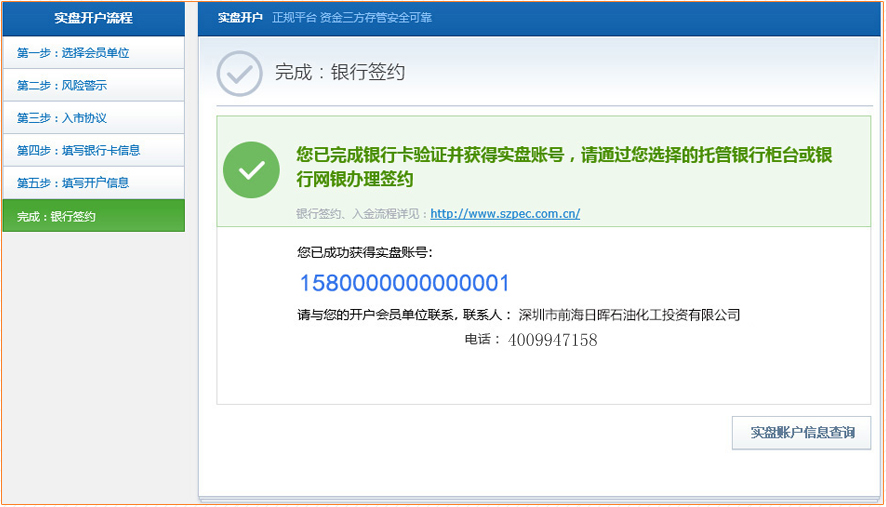 实盘开户流程
第一步：选择会员单位
第二步：风险警示
第三步：入市协议
第四步：填写银行卡信息
第五步：填写开户信息
完成：银行签约
实盘开户 正规平台 资金三方存管安全可靠
完成：银行签约
您已完成银行卡验证并获得实盘账号，请通过您选择的托管银行柜台或银
行网银办理签约
银行签约、入金流程详见：http://www.szpec.com.cn/
您已成功获得实盘账号：
1580000000000001
请与您的开户会员单位联系, 联系人： 深圳市前海日晖石油化工投资有限公司
电话： 4009947158
实盘账户信息查询